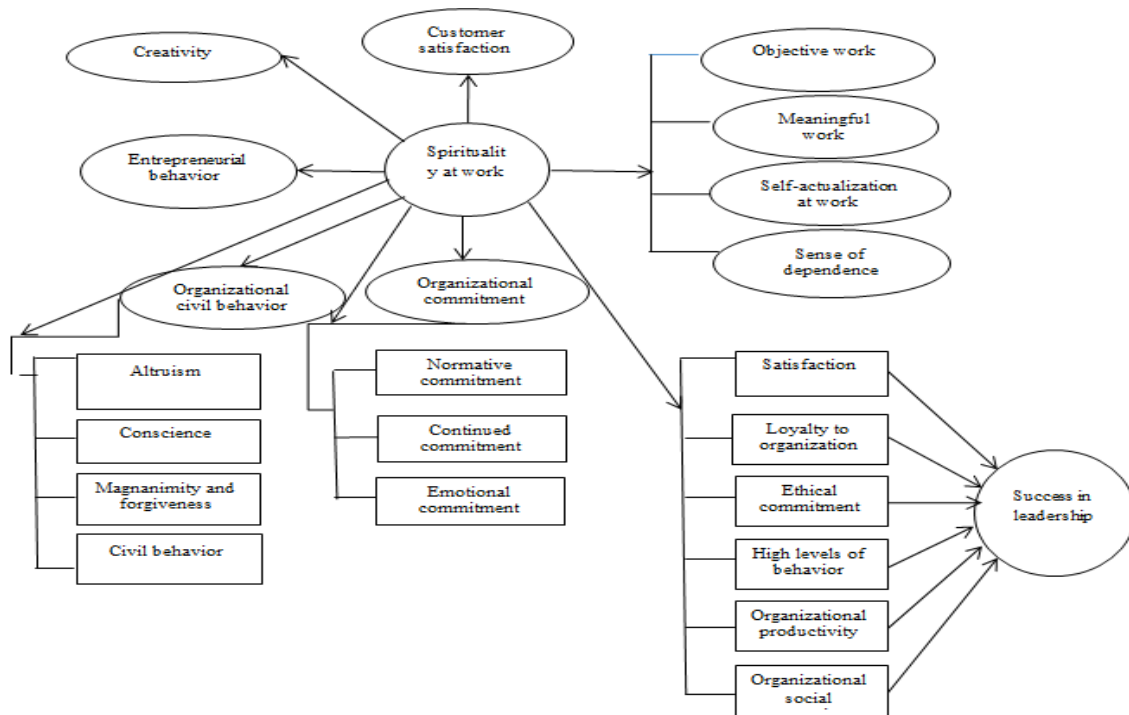 Customer
satisfaction
Creativity
Objective work
Meaningful
work
Entrepreneurial
behavior
Spiritualit
y at work
Self-actualization
at work
Sense of
dependence
Organizational
civil behavior
Organizational
commitment
Altruism
Conscience
Magnanimity and
forgiveness
Civil behavior
Normative
commitment
Continued
commitment
Emotional
commitment
Satisfaction
Loyalty to
organization
Ethical
commitment
High levels of
behavior
Organizational
productivity
Organizational
social
Success in
leadership